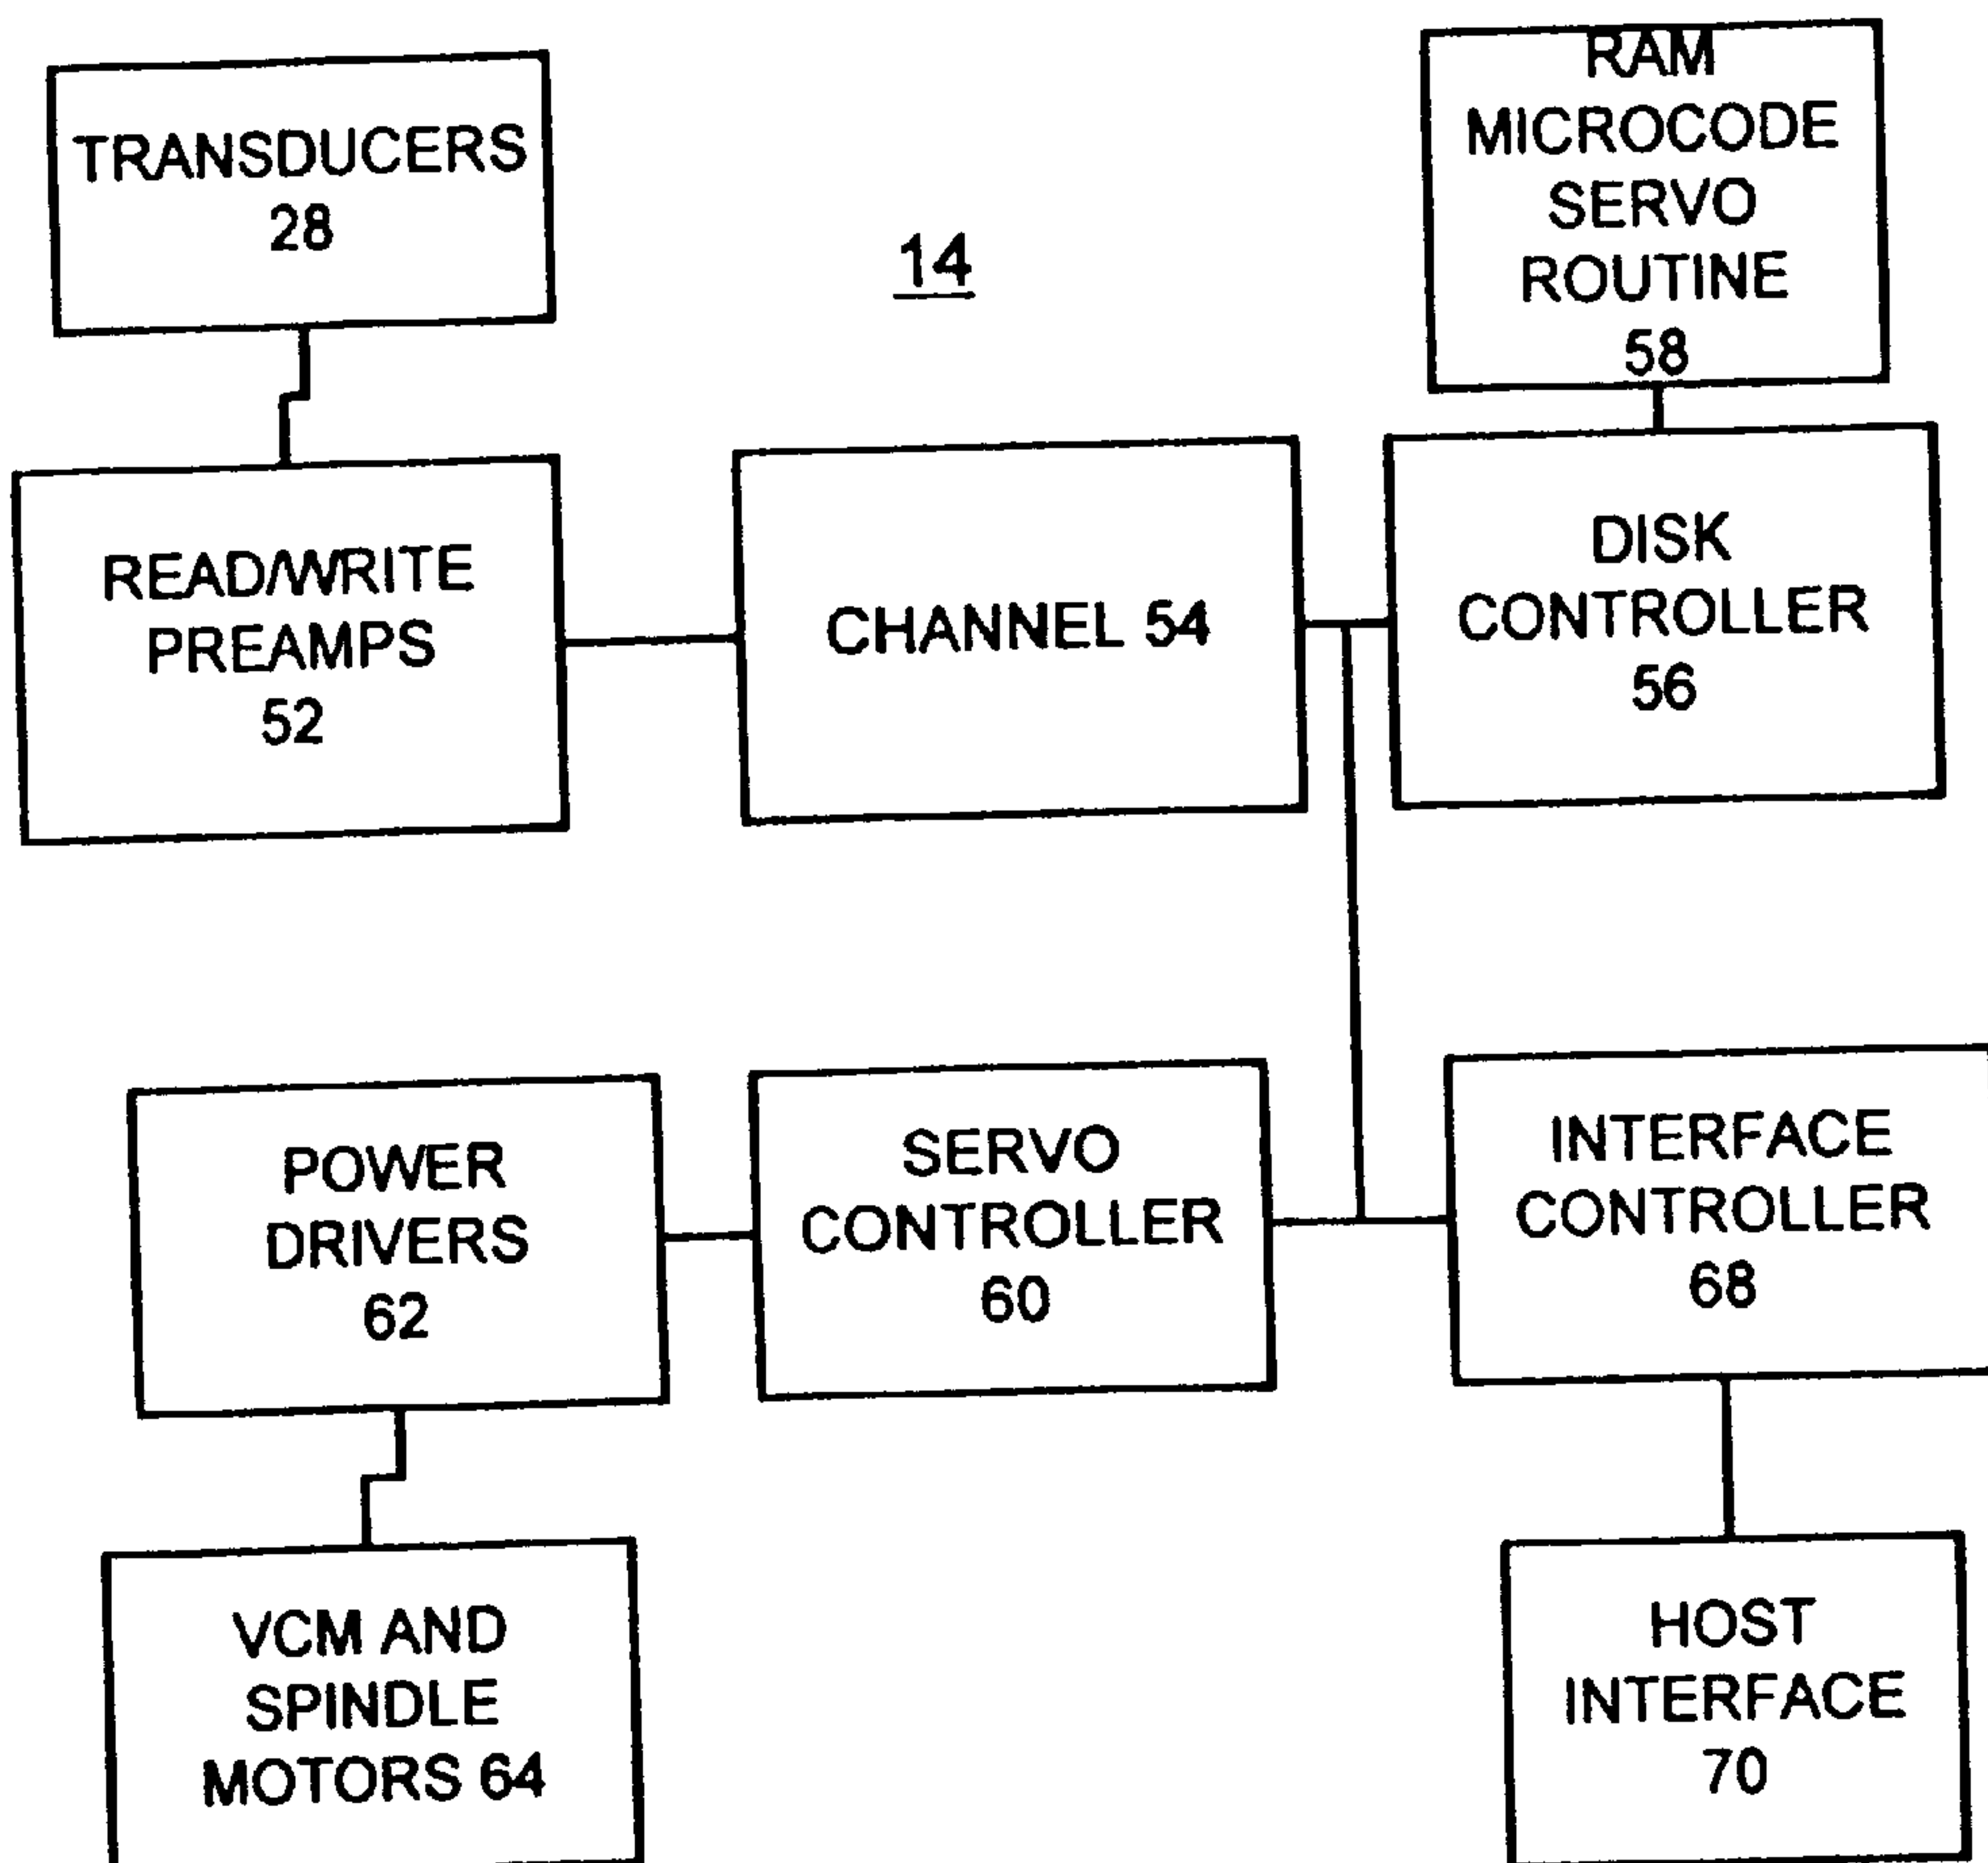 TRANSDUCERS
28
14
RAM
MICROCODE
SERVO
ROUTINE
58
READ/WRITE
PREAMPS
52
CHANNEL 54
DISK
CONTROLLER
56
POWER
DRIVERS
62
SERVO
CONTROLLER
60
INTERFACE
CONTROLLER
68
VCM AND
SPINDLE
MOTORS 64
HOST
INTERFACE
70